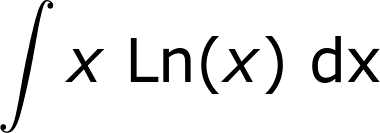 ∫ x Ln(x) dx